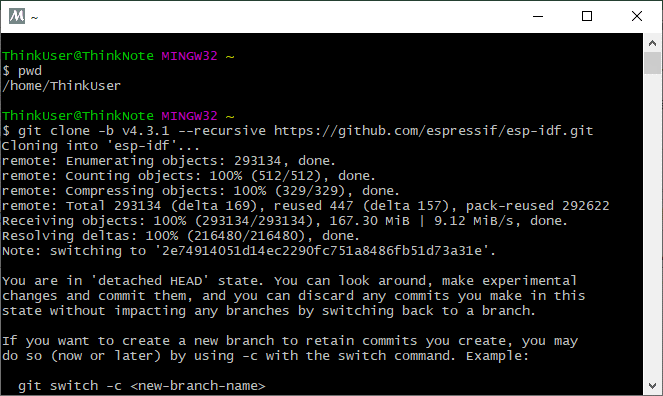 M ~
ThinkUser@ThinkNote MINGW32 ~
$ pwd
/home/ThinkUser
ThinkUser@ThinkNote MINGW32 ~
$ git clone -b v4.3.1 --recursive https://github.com/espressif/esp-idf.git
Cloning into 'esp-idf'...
remote: Enumerating objects: 293134, done.
remote: Counting objects: 100% (512/512), done.
remote: Compressing objects: 100% (329/329), done.
remote: Total 293134 (delta 169), reused 447 (delta 157), pack-reused 292622
Receiving objects: 100% (293134/293134), 167.30 MiB | 9.12 MiB/s, done.
Resolving deltas: 100% (216480/216480), done.
Note: switching to '2e74914051d14ec2290fc751a8486fb51d73a31e'.
You are in 'detached HEAD' state. You can look around, make experimental
changes and commit them, and you can discard any commits you make in this
state without impacting any branches by switching back to a branch.
If you want to create a new branch to retain commits you create, you may
do so (now or later) by using -c with the switch command. Example:
git switch -c <new-branch-name>